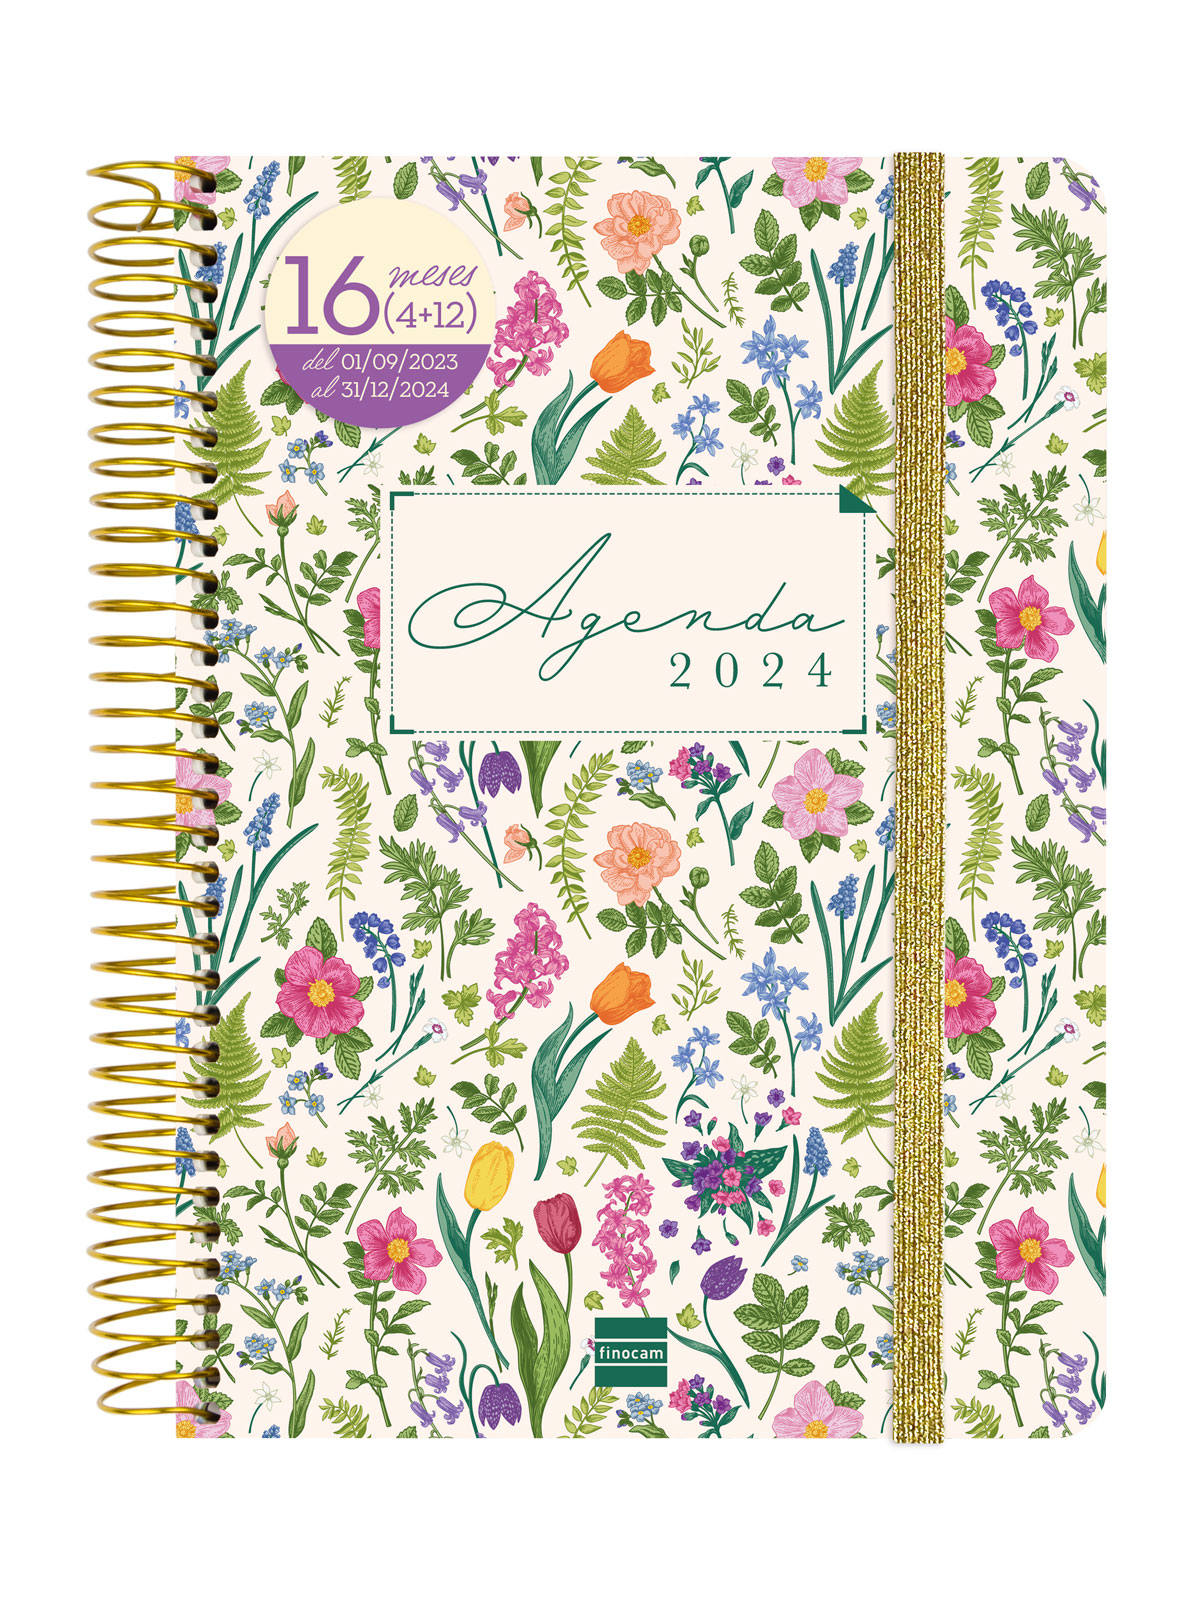 16 meses
(4+12)
del 01/09/2023
al 31/12/2024
Agenda
2024
finocam